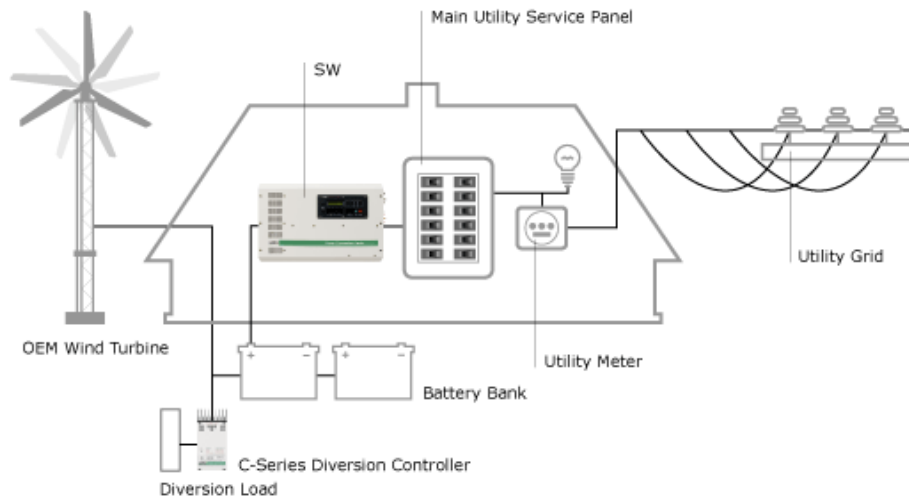 Main Utility Service Panel
SW
Utility Grid
OEM Wind Turbine
+
−
+
−
Utility Meter
Battery Bank
C-Series Diversion Controller
Diversion Load